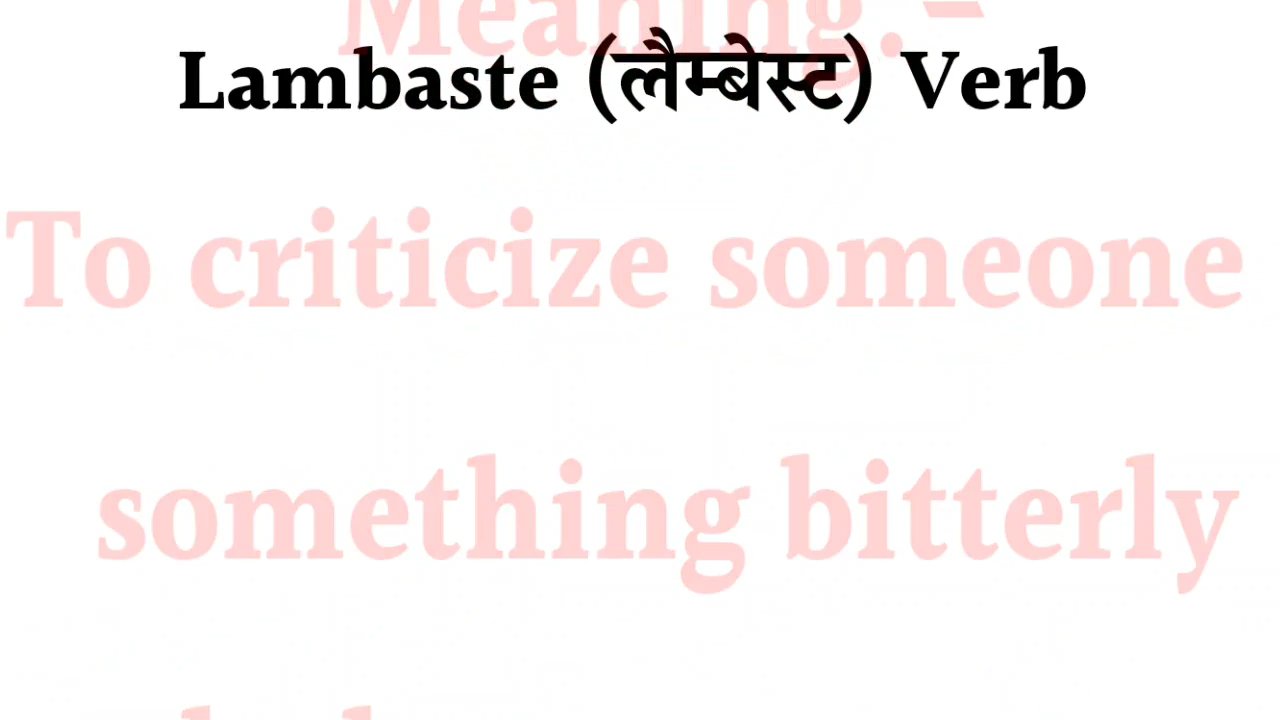 Meaning.-
Lambaste (लैम्बेस्ट) Verb
To criticize someone
something bitterly